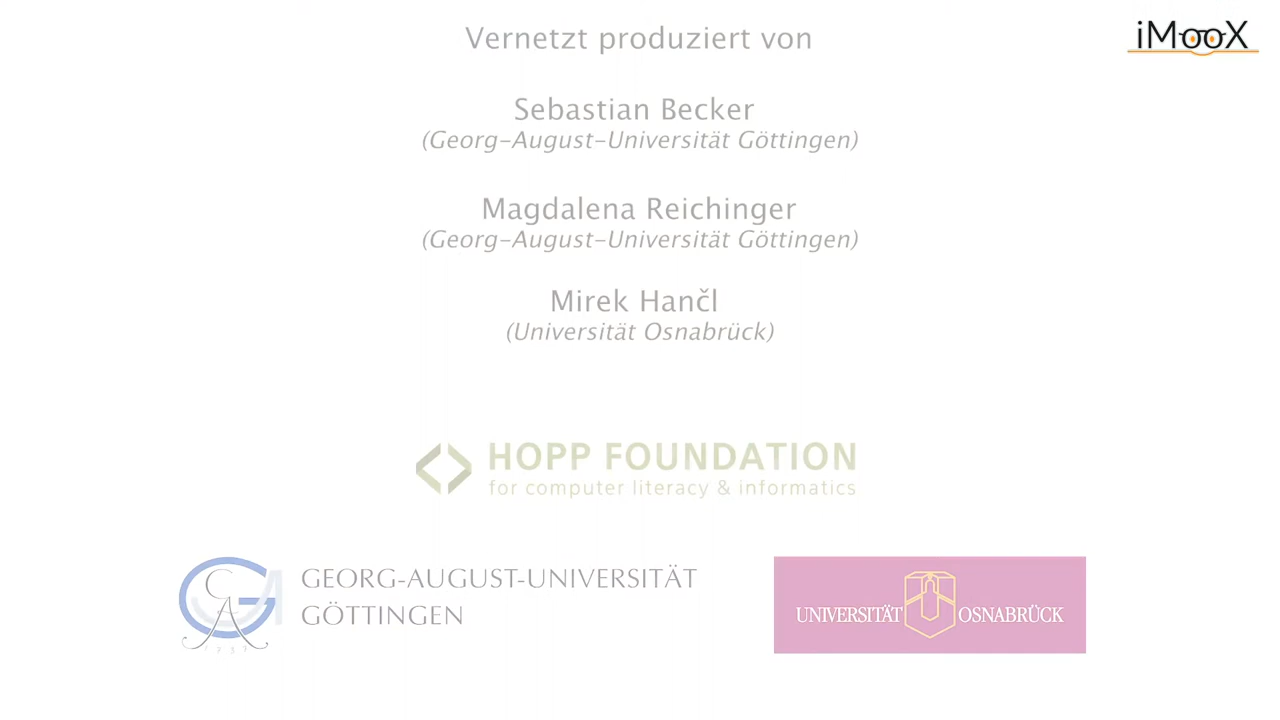 iMooX
Vernetzt produziert von
Sebastian Becker
(Georg-August-Universität Göttingen)
Magdalena Reichinger
(Georg-August-Universität Göttingen)
Mirek Hančl
(Universität Osnabrück)
HOPP FOUNDATION
for computer literacy & informatics
GEORG-AUGUST-UNIVERSITÄT
GÖTTINGEN
1737
UNIVERSITÄT OSNABRÜCK